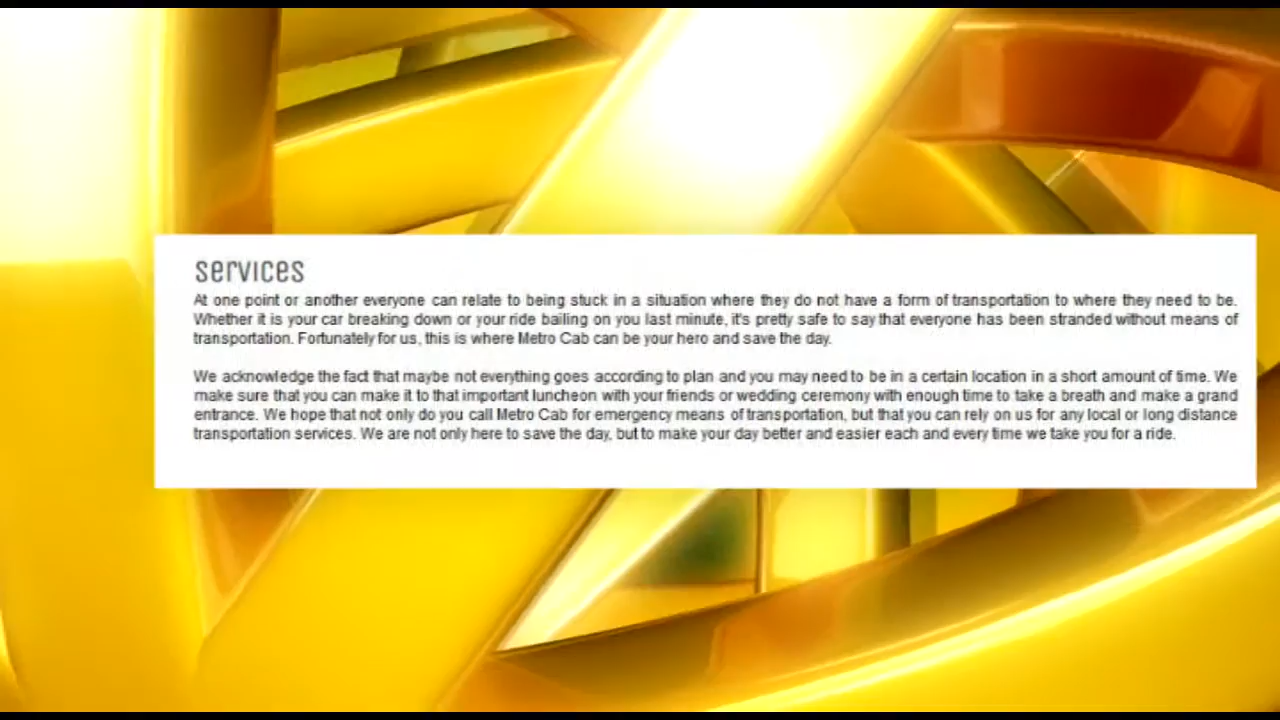 services
At one point or another everyone can relate to being stuck in a situation where they do not have a form of transportation to where they need to be.
Whether it is your car breaking down or your ride bailing on you last minute, it's pretty safe to say that everyone has been stranded without means of
transportation. Fortunately for us, this is where Metro Cab can be your hero and save the day.
We acknowledge the fact that maybe not everything goes according to plan and you may need to be in a certain location in a short amount of time. We
make sure that you can make it to that important luncheon with your friends or wedding ceremony with enough time to take a breath and make a grand
entrance. We hope that not only do you call Metro Cab for emergency means of transportation, but that you can rely on us for any local or long distance
transportation services. We are not only here to save the day, but to make your day better and easier each and every time we take you for a ride.